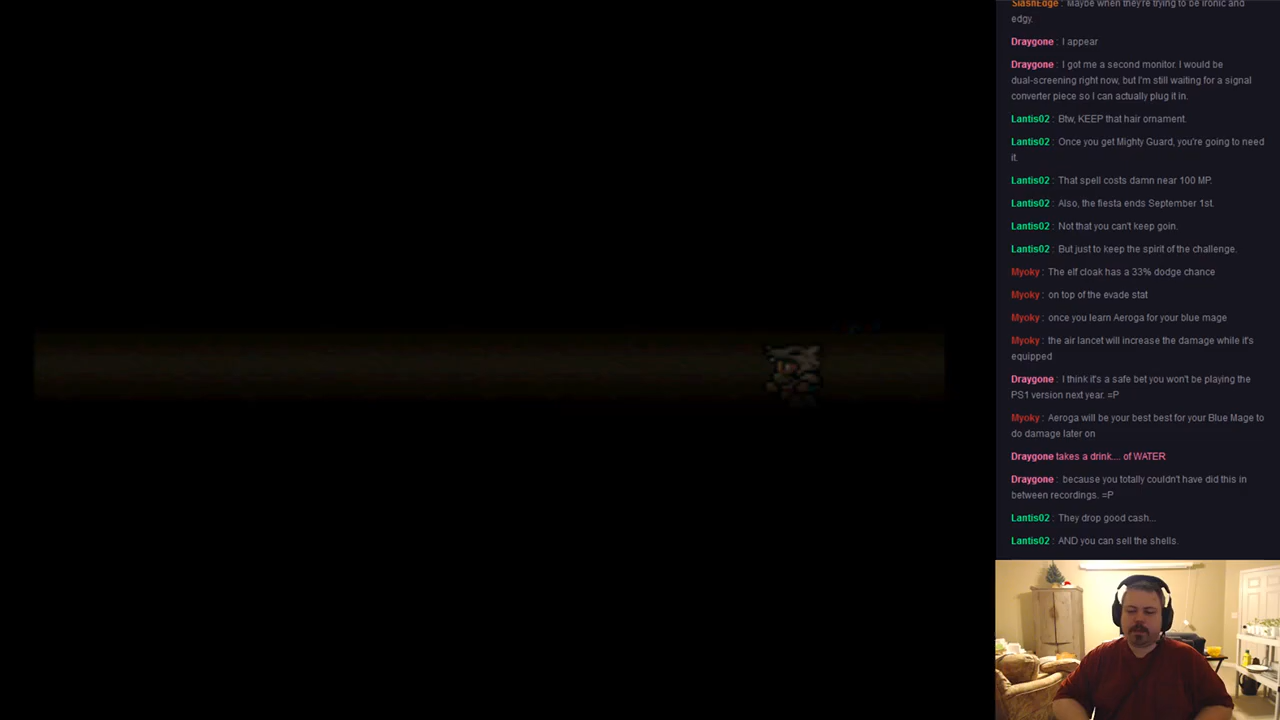 SlashEdge : Maybe when they're trying to be ironic and
edgy.
Draygone : I appear
Draygone : I got me a second monitor. I would be
dual-screening right now, but I'm still waiting for a signal
converter piece so I can actually plug it in.
Lantis02 : Btw, KEEP that hair ornament.
Lantis02 : Once you get Mighty Guard, you're going to need
it.
Lantis02 : That spell costs damn near 100 MP.
Lantis02 : Also, the fiesta ends September 1st.
Lantis02 : Not that you can't keep goin.
Lantis02 : But just to keep the spirit of the challenge.
Myoky : The elf cloak has a 33% dodge chance
Myoky : on top of the evade stat
Myoky : once you learn Aeroga for your blue mage
Myoky : the air lancet will increase the damage while it's
equipped
Draygone : I think it's a safe bet you won't be playing the
PS1 version next year. =P
Myoky : Aeroga will be your best best for your Blue Mage to
do damage later on
Draygone takes a drink.... of WATER
Draygone : because you totally couldn't have did this in
between recordings. =P
Lantis02 : They drop good cash...
Lantis02 : AND you can sell the shells.